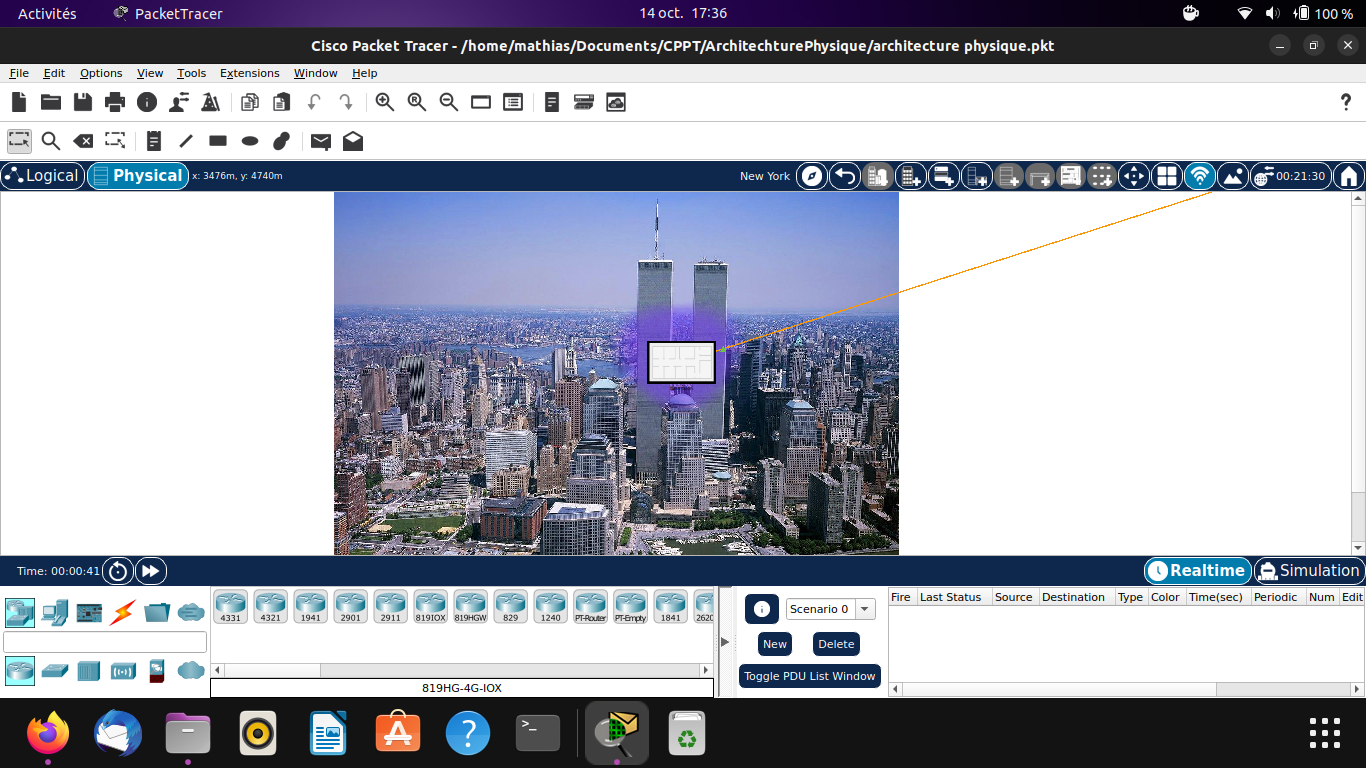 Activités PacketTracer 14 oct. 17:36 100 %
Cisco Packet Tracer - /home/mathias/Documents/CPPT/ArchitechturePhysique/architecture physique.pkt
File Edit Options View Tools Extensions Window Help
Logical Physical x: 3476m, y: 4740m New York 00:21:30
Time: 00:00:41 Realtime Simulation
4331 4321 1941 2901 2911 819IOX 819HGW 829 1240 PT-Router PT-Empty 1841 2620
Scenario 0
Fire Last Status Source Destination Type Color Time(sec) Periodic Num Edit
New Delete
Toggle PDU List Window
819HG-4G-IOX